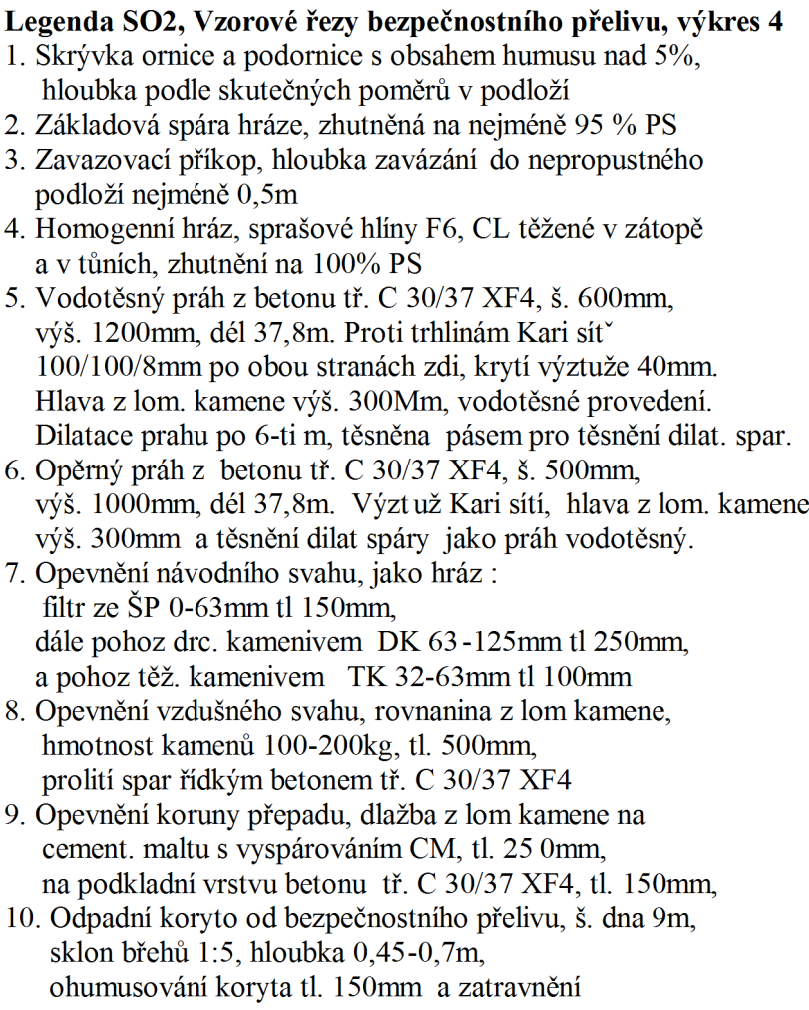 Legenda SO2, Vzorové řezy bezpečnostního přelivu, výkres 4
1. Skrývka ornice a podornice s obsahem humusu nad 5%,
hloubka podle skutečných poměrů v podloží
2. Základová spára hráze, zhutněná na nejméně 95 % PS
3. Zavazovací příkop, hloubka zavázání do nepropustného
podloží nejméně 0,5m
4. Homogenní hráz, sprašové hlíny F6, CL těžené v zátopě
a v tůních, zhutnění na 100% PS
5. Vodotěsný práh z betonu tř. C 30/37 XF4, š. 600mm,
výš. 1200mm, dél 37,8m. Proti trhlinám Kari sítˇ
100/100/8mm po obou stranách zdi, krytí výztuže 40mm.
Hlava z lom. kamene výš. 300Mm, vodotěsné provedení.
Dilatace prahu po 6-ti m, těsněna pásem pro těsnění dilat. spar.
6. Opěrný práh z betonu tř. C 30/37 XF4, š. 500mm,
výš. 1000mm, dél 37,8m. Výztuž Kari sítí, hlava z lom. kamene
výš. 300mm a těsnění dilat spáry jako práh vodotěsný.
7. Opevnění návodního svahu, jako hráz :
filtr ze ŠP 0-63mm tl 150mm,
dále pohoz drc. kamenivem DK 63-125mm tl 250mm,
a pohoz těž. kamenivem TK 32-63mm tl 100mm
8. Opevnění vzdušného svahu, rovnanina z lom kamene,
hmotnost kamenů 100-200kg, tl. 500mm,
prolití spar řídkým betonem tř. C 30/37 XF4
9. Opevnění koruny přepadu, dlažba z lom kamene na
cement. maltu s vyspárováním CM, tl. 25 0mm,
na podkladní vrstvu betonu tř. C 30/37 XF4, tl. 150mm,
10. Odpadní koryto od bezpečnostního přelivu, š. dna 9m,
sklon břehů 1:5, hloubka 0,45-0,7m,
ohumusování koryta tl. 150mm a zatravnění